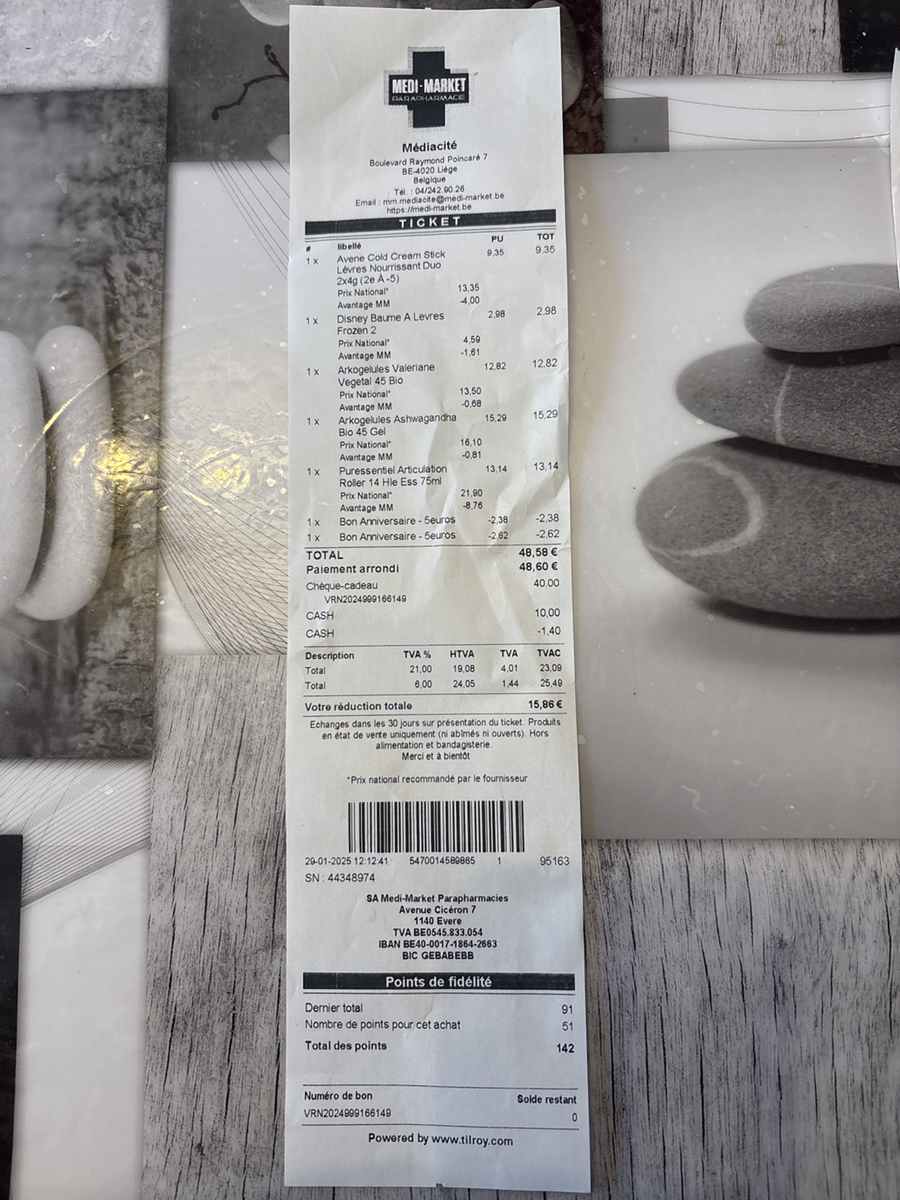 MEDI-MARKET
PARAPHARMACIE
Médiacité
Boulevard Raymond Poincaré 7
BE-4020 Liège
Belgique
Tél. : 04/242.90.26
Email : mm.mediacite@medi-market.be
https://medi-market.be
TICKET
# libellé PU TOT
1 x Avene Cold Cream Stick 9,35 9,35
Lèvres Nourrissant Duo
2x4g (2e À -5)
Prix National* 13,35
Avantage MM -4,00
1 x Disney Baume A Levres 2,98 2,98
Frozen 2
Prix National* 4,59
Avantage MM -1,61
1 x Arkogelules Valeriane 12,82 12,82
Vegetal 45 Bio
Prix National* 13,50
Avantage MM -0,68
1 x Arkogelules Ashwagandha 15,29 15,29
Bio 45 Gel
Prix National* 16,10
Avantage MM -0,81
1 x Puressentiel Articulation 13,14 13,14
Roller 14 Hle Ess 75ml
Prix National* 21,90
Avantage MM -8,76
1 x Bon Anniversaire - 5euros -2,38 -2,38
1 x Bon Anniversaire - 5euros -2,62 -2,62
TOTAL 48,58 €
Paiement arrondi 48,60 €
Chèque-cadeau 40,00
VRN2024999166149
CASH 10,00
CASH -1,40
Description TVA % HTVA TVA TVAC
Total 21,00 19,08 4,01 23,09
Total 6,00 24,05 1,44 25,49
Votre réduction totale 15,86 €
Echanges dans les 30 jours sur présentation du ticket. Produits
en état de vente uniquement (ni abîmés ni ouverts). Hors
alimentation et bandagisterie.
Merci et à bientôt
*Prix national recommandé par le fournisseur
29-01-2025 12:12:41 5470014589865 1 95163
SN : 44348974
SA Medi-Market Parapharmacies
Avenue Cicéron 7
1140 Evere
TVA BE0545.833.054
IBAN BE40-0017-1864-2663
BIC GEBABEBB
Points de fidélité
Dernier total 91
Nombre de points pour cet achat 51
Total des points 142
Numéro de bon Solde restant
VRN2024999166149 0
Powered by www.tilroy.com